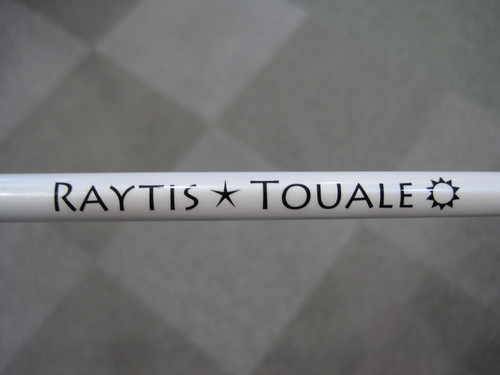 RAYTIS ★ TOUALE ☼